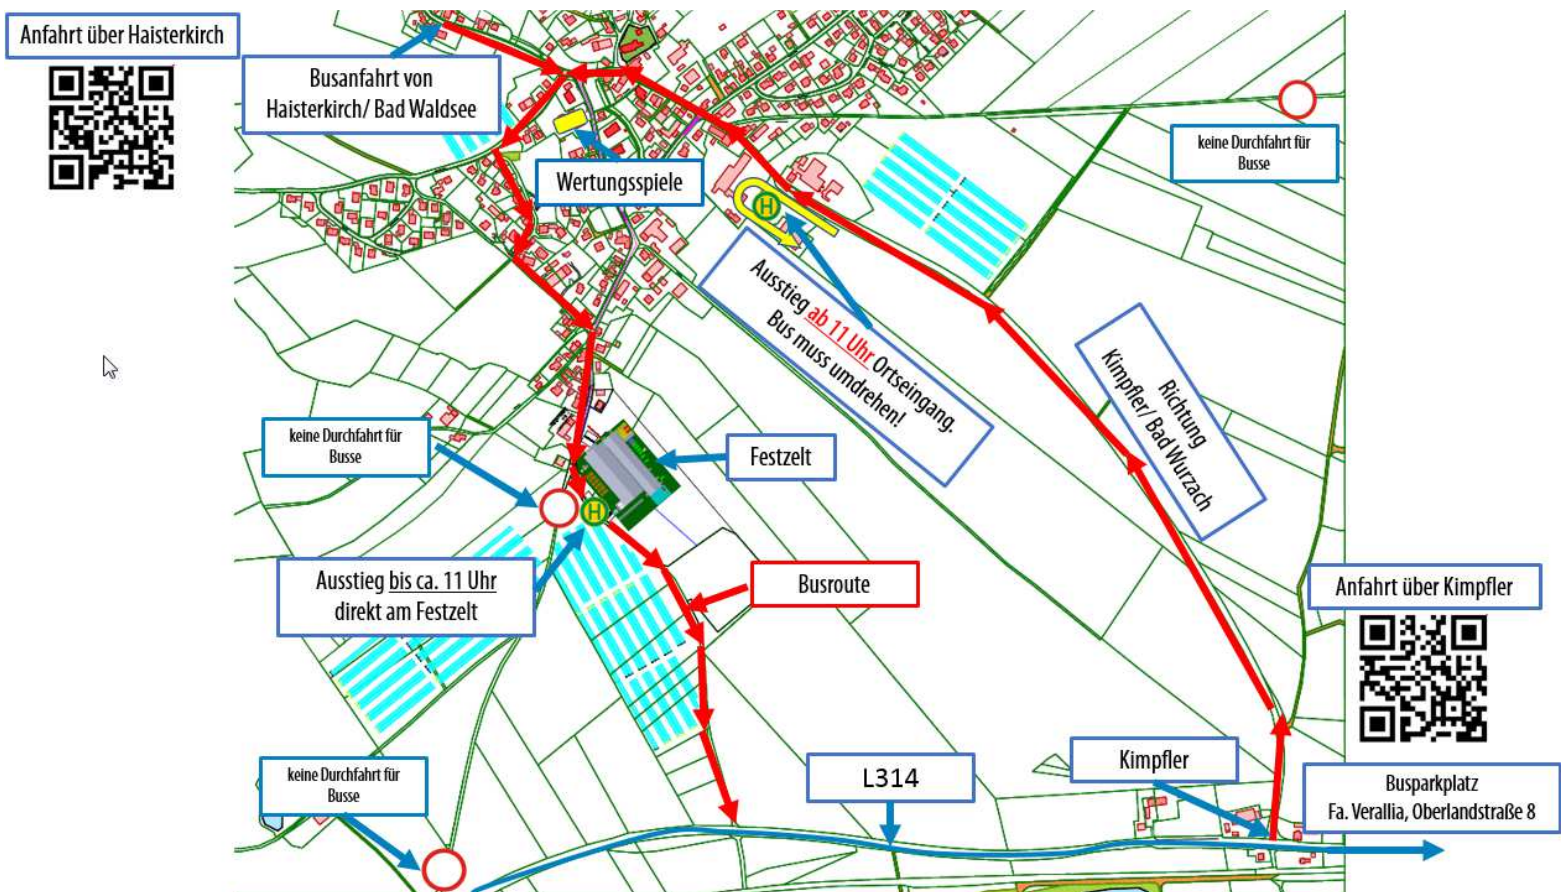 Anfahrt über Haisterkirch
Busanfahrt von
Haisterkirch/ Bad Waldsee
keine Durchfahrt für
Busse
Wertungsspiele
H
Ausstieg ab 11 Uhr Ortseingang.
Bus muss umdrehen!
Richtung
Kimpfler/ Bad Wurzach
keine Durchfahrt für
Busse
Festzelt
H
Ausstieg bis ca. 11 Uhr
direkt am Festzelt
Busroute
Anfahrt über Kimpfler
keine Durchfahrt für
Busse
L314
Kimpfler
Busparkplatz
Fa. Verallia, Oberlandstraße 8